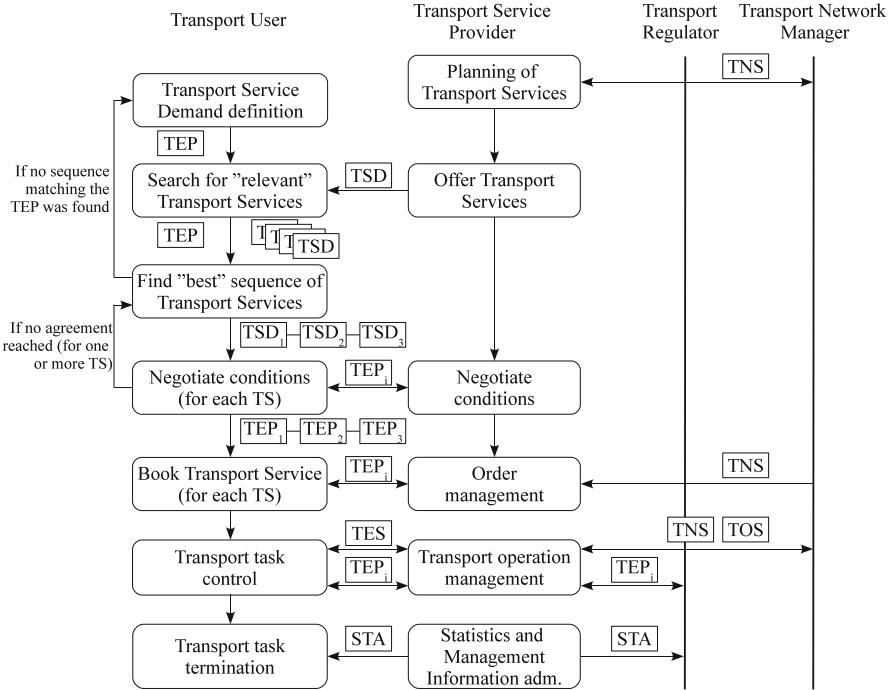 Transport User
Transport Service
Provider
Transport
Regulator
Transport Network
Manager
Planning of
Transport Services
TNS
Transport Service
Demand definition
TEP
If no sequence
matching the
TEP was found
Search for ”relevant”
Transport Services
TSD
Offer Transport
Services
TEP
T
T
T
TSD
Find ”best” sequence of
Transport Services
TSD1
TSD2
TSD3
If no agreement
reached (for one
or more TS)
Negotiate conditions
(for each TS)
TEPi
Negotiate
conditions
TEP1
TEP2
TEP3
Book Transport Service
(for each TS)
TEPi
Order
management
TNS
Transport task
control
TES
TEPi
Transport operation
management
TNS
TOS
TEPi
Transport task
termination
STA
Statistics and
Management
Information adm.
STA